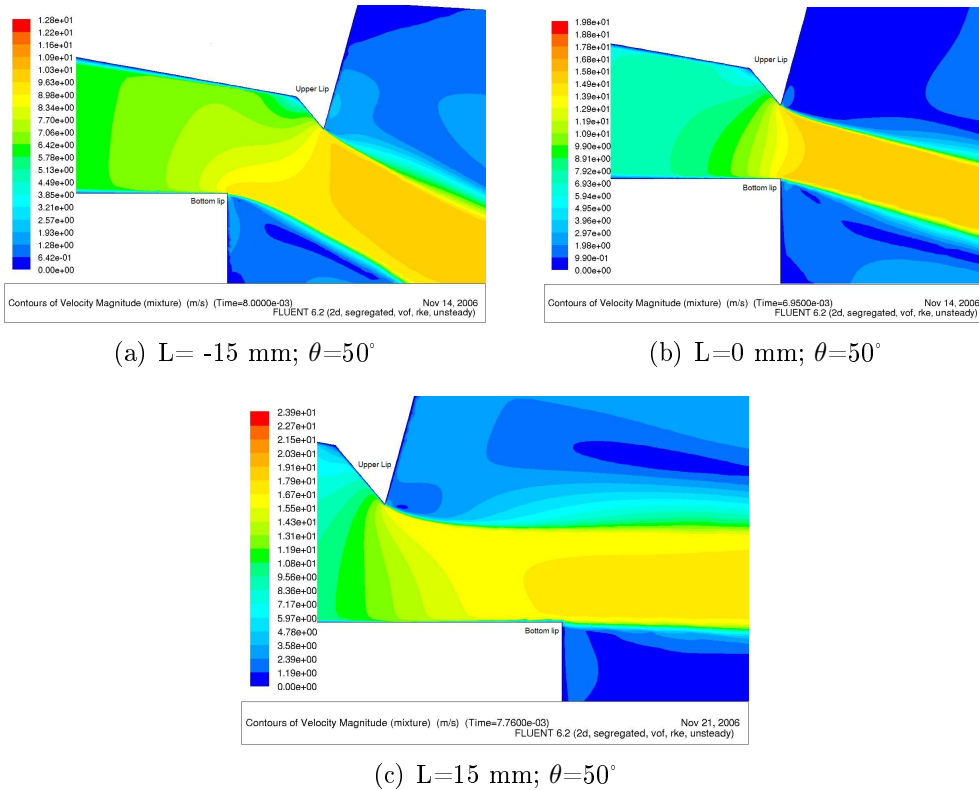 1.28e+01
1.22e+01
1.16e+01
1.09e+01
1.03e+01
9.63e+00
8.98e+00
8.34e+00
7.70e+00
7.06e+00
6.42e+00
5.78e+00
5.13e+00
4.49e+00
3.85e+00
3.21e+00
2.57e+00
1.93e+00
1.28e+00
6.42e-01
0.00e+00
Upper Lip
Bottom lip
Contours of Velocity Magnitude (mixture) (m/s) (Time=8.0000e-03)
Nov 14, 2006
FLUENT 6.2 (2d, segregated, vof, rke, unsteady)
(a) L= -15 mm; θ=50°
1.98e+01
1.88e+01
1.78e+01
1.68e+01
1.58e+01
1.49e+01
1.39e+01
1.29e+01
1.19e+01
1.09e+01
9.90e+00
8.91e+00
7.92e+00
6.93e+00
5.94e+00
4.95e+00
3.96e+00
2.97e+00
1.98e+00
9.90e-01
0.00e+00
Upper Lip
Bottom lip
Contours of Velocity Magnitude (mixture) (m/s) (Time=6.9500e-03)
Nov 14, 2006
FLUENT 6.2 (2d, segregated, vof, rke, unsteady)
(b) L=0 mm; θ=50°
2.39e+01
2.27e+01
2.15e+01
2.03e+01
1.91e+01
1.79e+01
1.67e+01
1.55e+01
1.43e+01
1.31e+01
1.19e+01
1.08e+01
9.56e+00
8.36e+00
7.17e+00
5.97e+00
4.78e+00
3.58e+00
2.39e+00
1.19e+00
0.00e+00
Upper Lip
Bottom lip
Contours of Velocity Magnitude (mixture) (m/s) (Time=7.7600e-03)
Nov 21, 2006
FLUENT 6.2 (2d, segregated, vof, rke, unsteady)
(c) L=15 mm; θ=50°